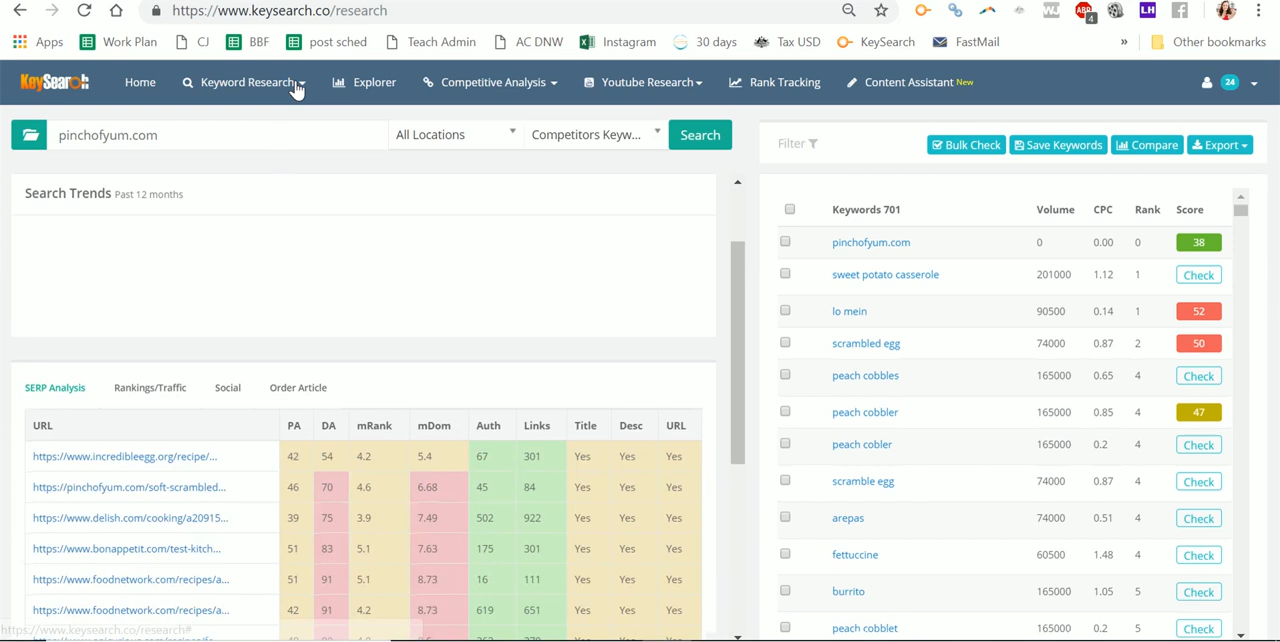 https://www.keysearch.co/research
4
Apps Work Plan CJ BBF post sched Teach Admin AC DNW Instagram 30 days Tax USD KeySearch FastMail » Other bookmarks
KeySearch Home Keyword Research Explorer Competitive Analysis Youtube Research Rank Tracking Content Assistant New 24
pinchofyum.com All Locations Competitors Keyw... Search
Filter Bulk Check Save Keywords Compare Export
Search Trends Past 12 months
Keywords 701 Volume CPC Rank Score
pinchofyum.com 0 0.00 0 38
sweet potato casserole 201000 1.12 1 Check
lo mein 90500 0.14 1 52
scrambled egg 74000 0.87 2 50
peach cobbles 165000 0.65 4 Check
peach cobbler 165000 0.85 4 47
peach cobler 165000 0.2 4 Check
scramble egg 74000 0.87 4 Check
arepas 74000 0.51 4 Check
fettuccine 60500 1.48 4 Check
burrito 165000 1.05 5 Check
peach cobblet 165000 0.2 5 Check
SERP Analysis Rankings/Traffic Social Order Article
URL PA DA mRank mDom Auth Links Title Desc URL
https://www.incredibleegg.org/recipe/... 42 54 4.2 5.4 67 301 Yes Yes Yes
https://pinchofyum.com/soft-scrambled... 46 70 4.6 6.68 45 84 Yes Yes Yes
https://www.delish.com/cooking/a20915... 39 75 3.9 7.49 502 922 Yes Yes Yes
https://www.bonappetit.com/test-kitch... 51 83 5.1 7.63 175 301 Yes Yes Yes
https://www.foodnetwork.com/recipes/a... 51 91 5.1 8.73 16 111 Yes Yes Yes
https://www.foodnetwork.com/recipes/a... 42 91 4.2 8.73 619 651 Yes Yes Yes
https://www.keysearch.co/research#